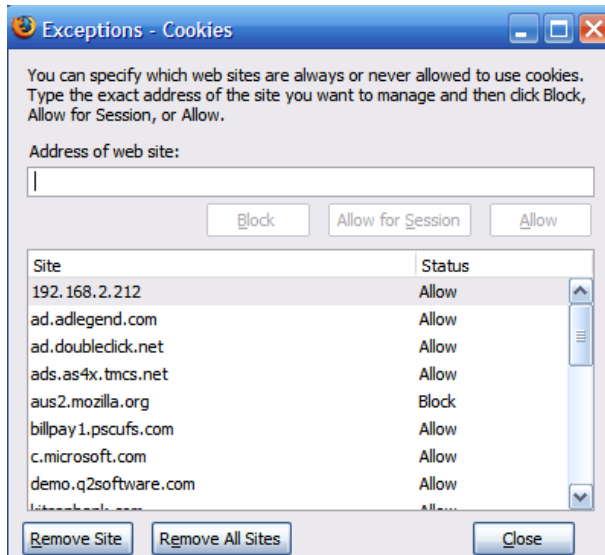 Exceptions - Cookies
You can specify which web sites are always or never allowed to use cookies.
Type the exact address of the site you want to manage and then click Block,
Allow for Session, or Allow.
Address of web site:
Block Allow for Session Allow
Site Status
192.168.2.212 Allow
ad.adlegend.com Allow
ad.doubleclick.net Allow
ads.as4x.tmcs.net Allow
aus2.mozilla.org Block
billpay1.pscufs.com Allow
c.microsoft.com Allow
demo.q2software.com Allow
Remove Site Remove All Sites Close